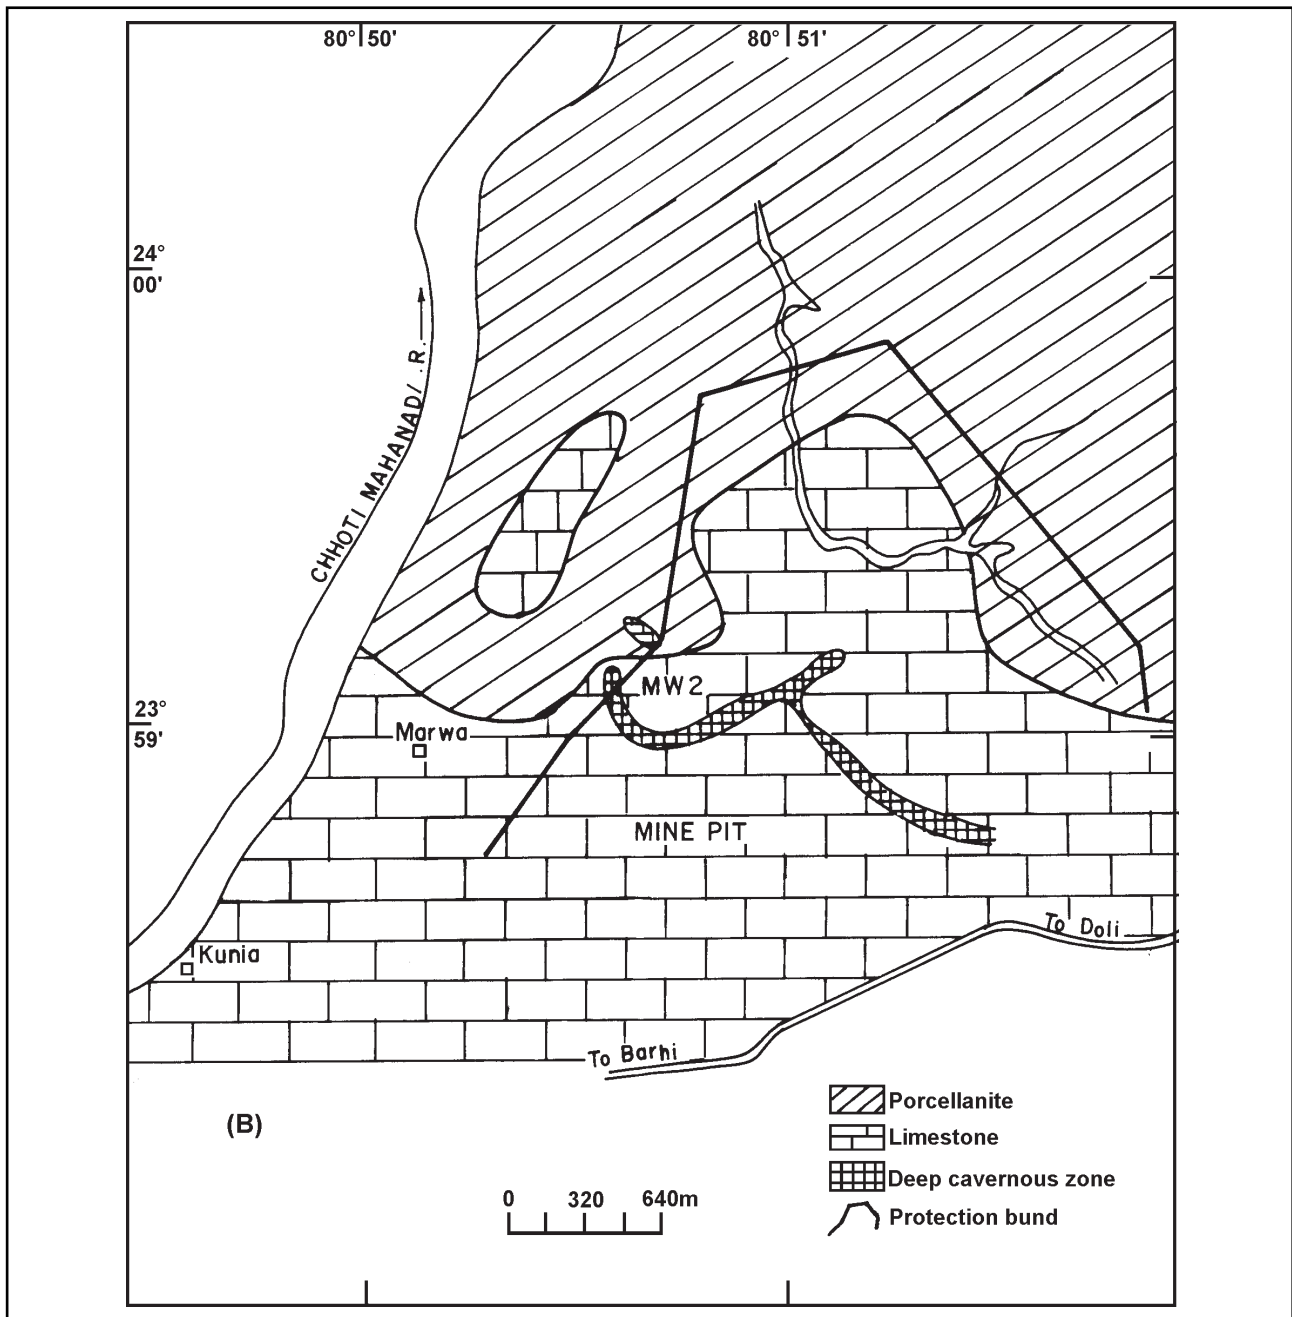 80° 50'
80° 51'
24°
00'
CHHOTI MAHANADI .R.
23°
59'
MW2
Marwa
MINE PIT
Kunia
To Doli
To Barhi
(B)
Porcellanite
Limestone
Deep cavernous zone
Protection bund
0 320 640m